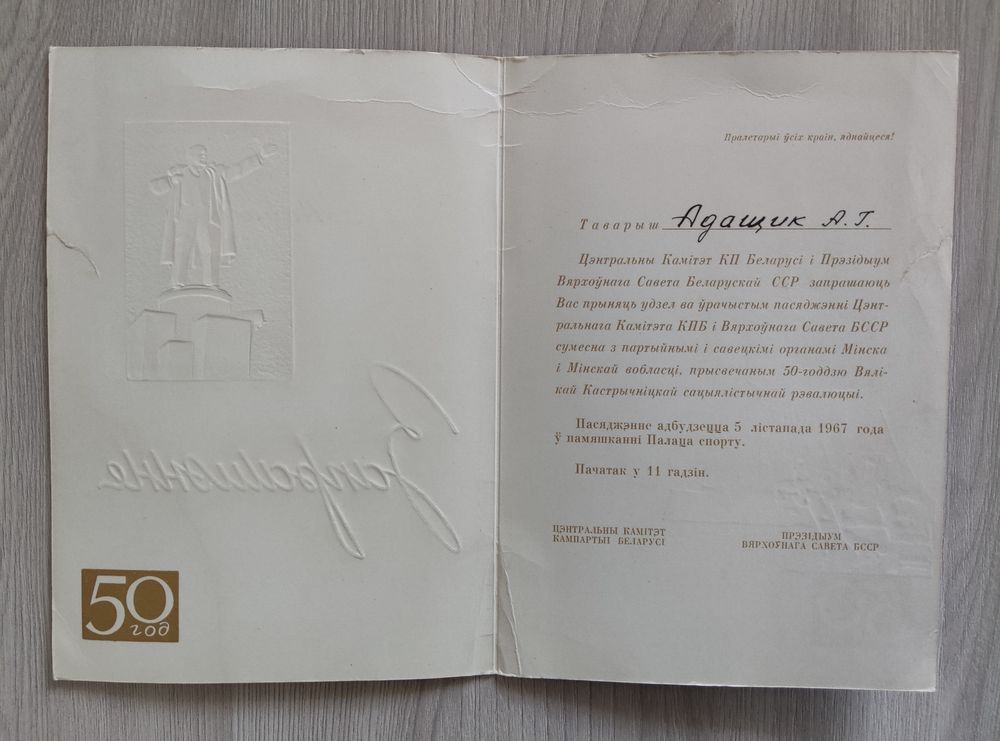 Запрашэнне
50
год
Пралетарыі ўсіх краін, яднайцеся!
Таварыш Адащик А.Г.
Цэнтральны Камітэт КП Беларусі і Прэзідыум
Вярхоўнага Савета Беларускай ССР запрашаюць
Вас прыняць удзел ва ўрачыстым пасяджэнні Цэнт-
ральнага Камітэта КПБ і Вярхоўнага Савета БССР
сумесна з партыйнымі і савецкімі органамі Мінска
і Мінскай вобласці, прысвечаным 50-годдзю Вялі-
кай Кастрычніцкай сацыялістычнай рэвалюцыі.
Пасяджэнне адбудзецца 5 лістапада 1967 года
ў памяшканні Палаца спорту.
Пачатак у 11 гадзін.
ЦЭНТРАЛЬНЫ КАМІТЭТ
КАМПАРТЫІ БЕЛАРУСІ
ПРЭЗІДЫУМ
ВЯРХОЎНАГА САВЕТА БССР